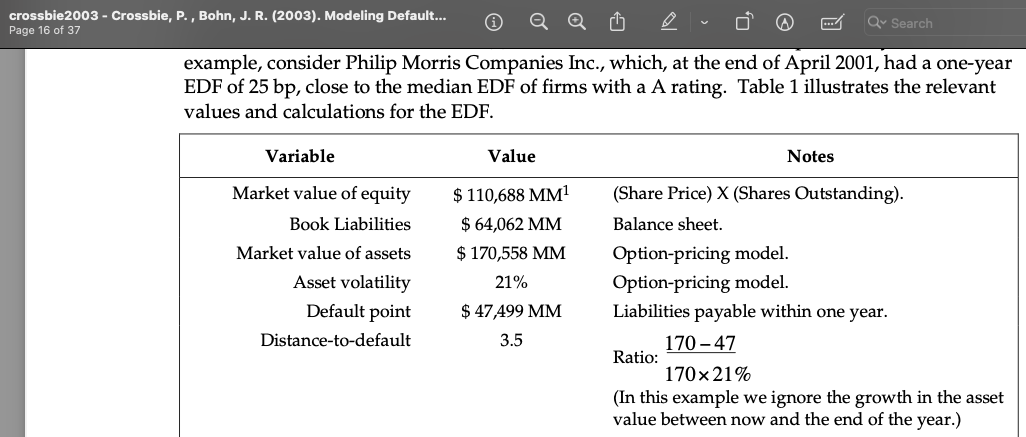 crossbie2003 - Crossbie, P. , Bohn, J. R. (2003). Modeling Default...
Page 16 of 37
Search
example, consider Philip Morris Companies Inc., which, at the end of April 2001, had a one-year
EDF of 25 bp, close to the median EDF of firms with a A rating. Table 1 illustrates the relevant
values and calculations for the EDF.
Variable Value Notes
Market value of equity $ 110,688 MM¹ (Share Price) X (Shares Outstanding).
Book Liabilities $ 64,062 MM Balance sheet.
Market value of assets $ 170,558 MM Option-pricing model.
Asset volatility 21% Option-pricing model.
Default point $ 47,499 MM Liabilities payable within one year.
Distance-to-default 3.5
170 – 47
Ratio:
170×21%
(In this example we ignore the growth in the asset
value between now and the end of the year.)